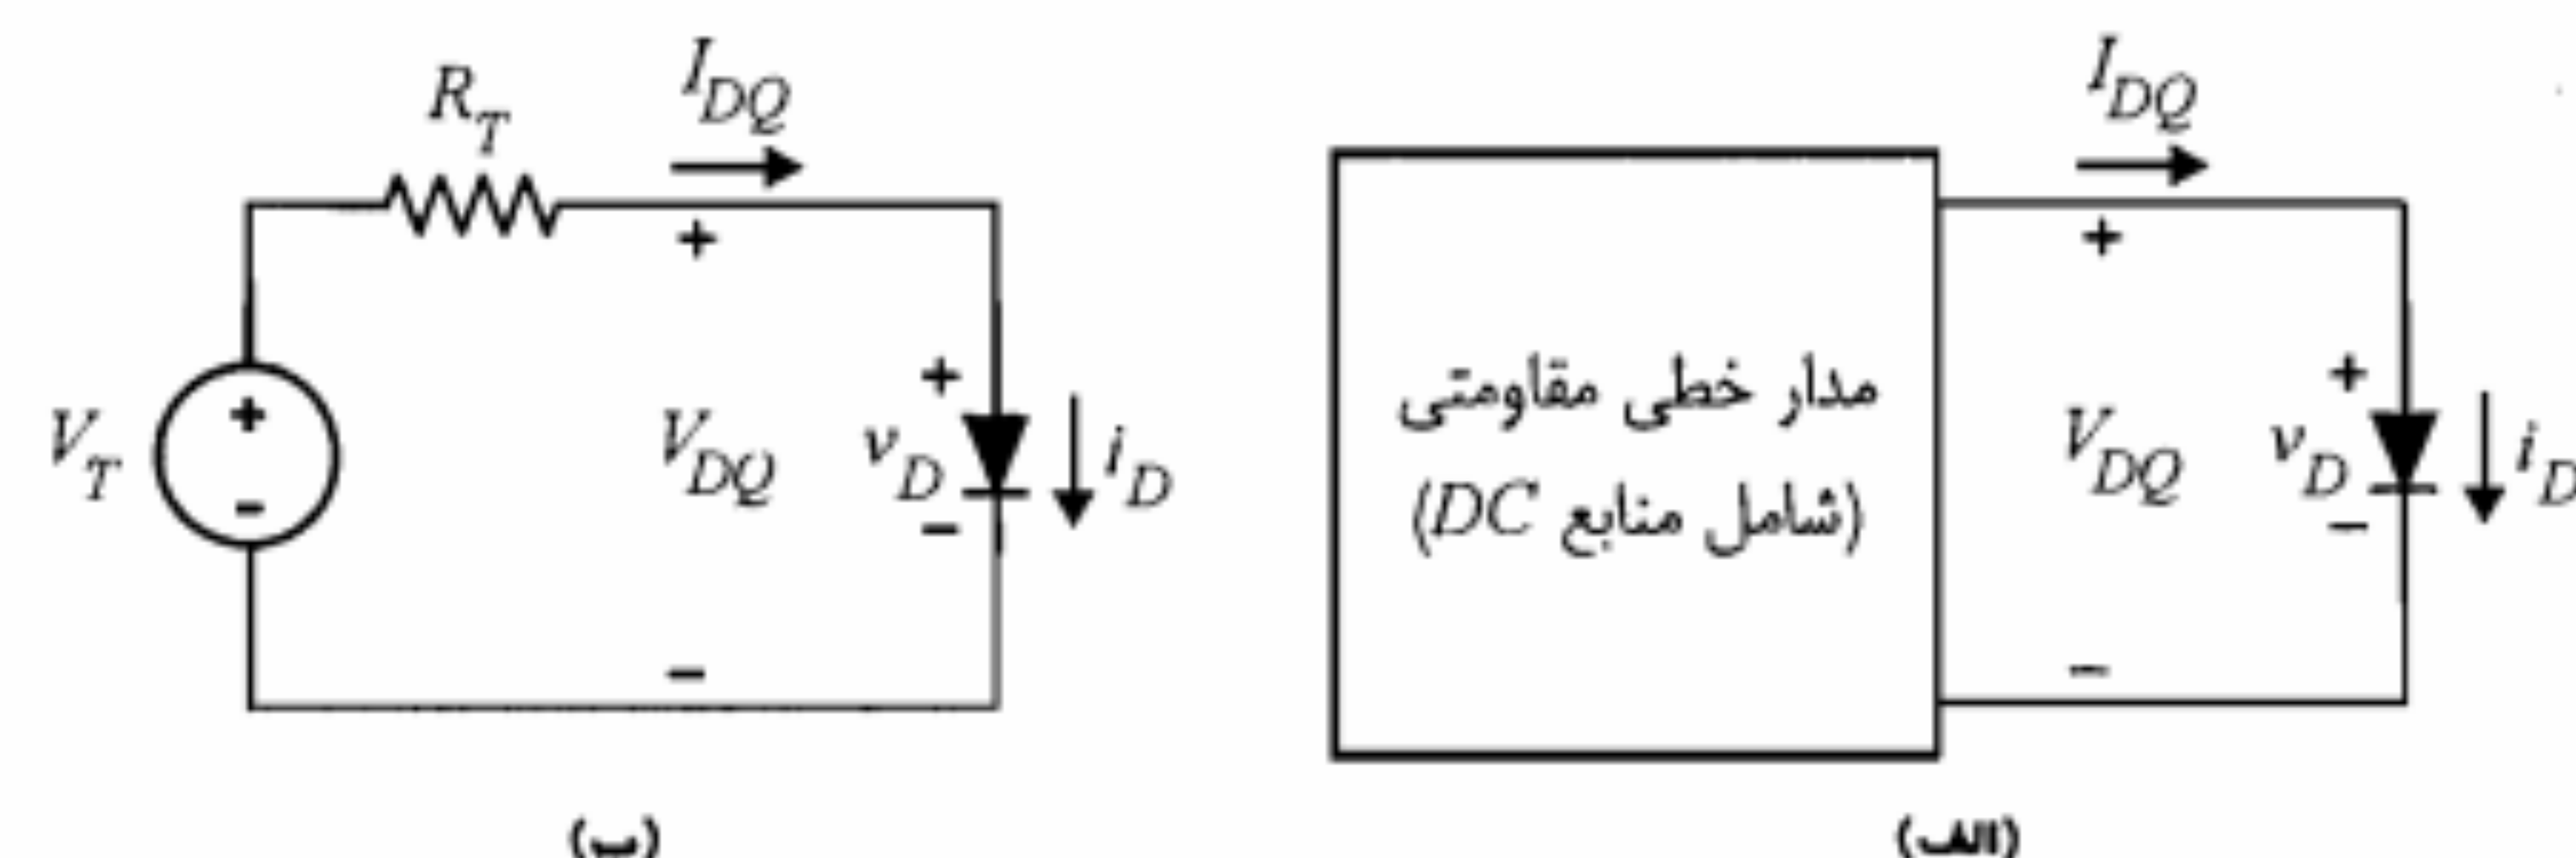 R_T
I_DQ
+
V_T
+
-
V_DQ
+
v_D
−
i_D
−
(ب)
I_DQ
+
مدار خطی مقاومتی
(شامل منابع DC)
V_DQ
+
v_D
−
i_D
−
(الف)